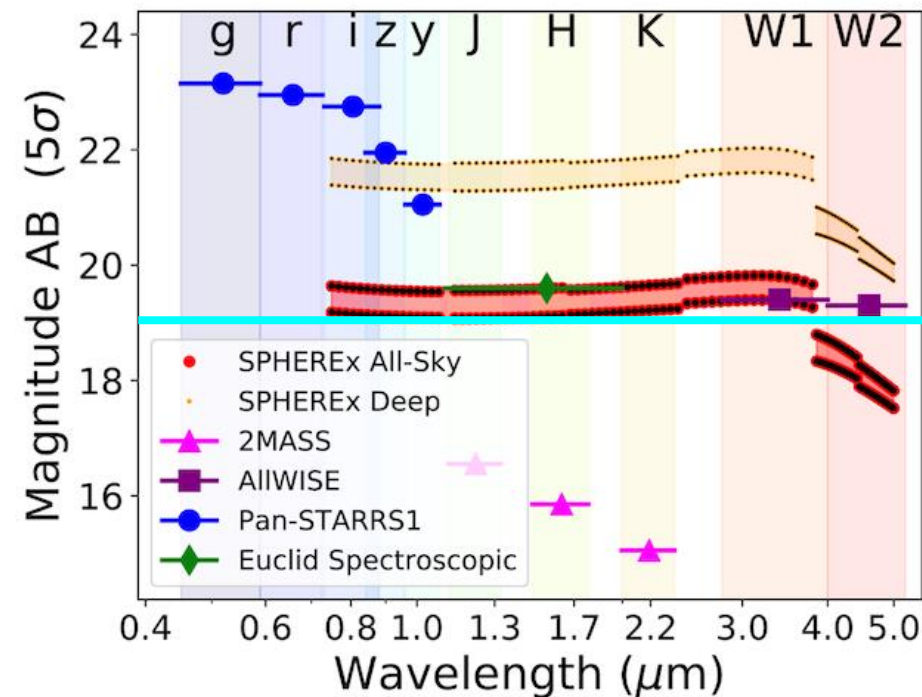 g r i z y J H K W1 W2
24
22
20
18
16
Magnitude AB (5σ)
SPHEREx All-Sky
SPHEREx Deep
2MASS
AllWISE
Pan-STARRS1
Euclid Spectroscopic
0.4 0.6 0.8 1.0 1.3 1.7 2.2 3.0 4.0 5.0
Wavelength (μm)